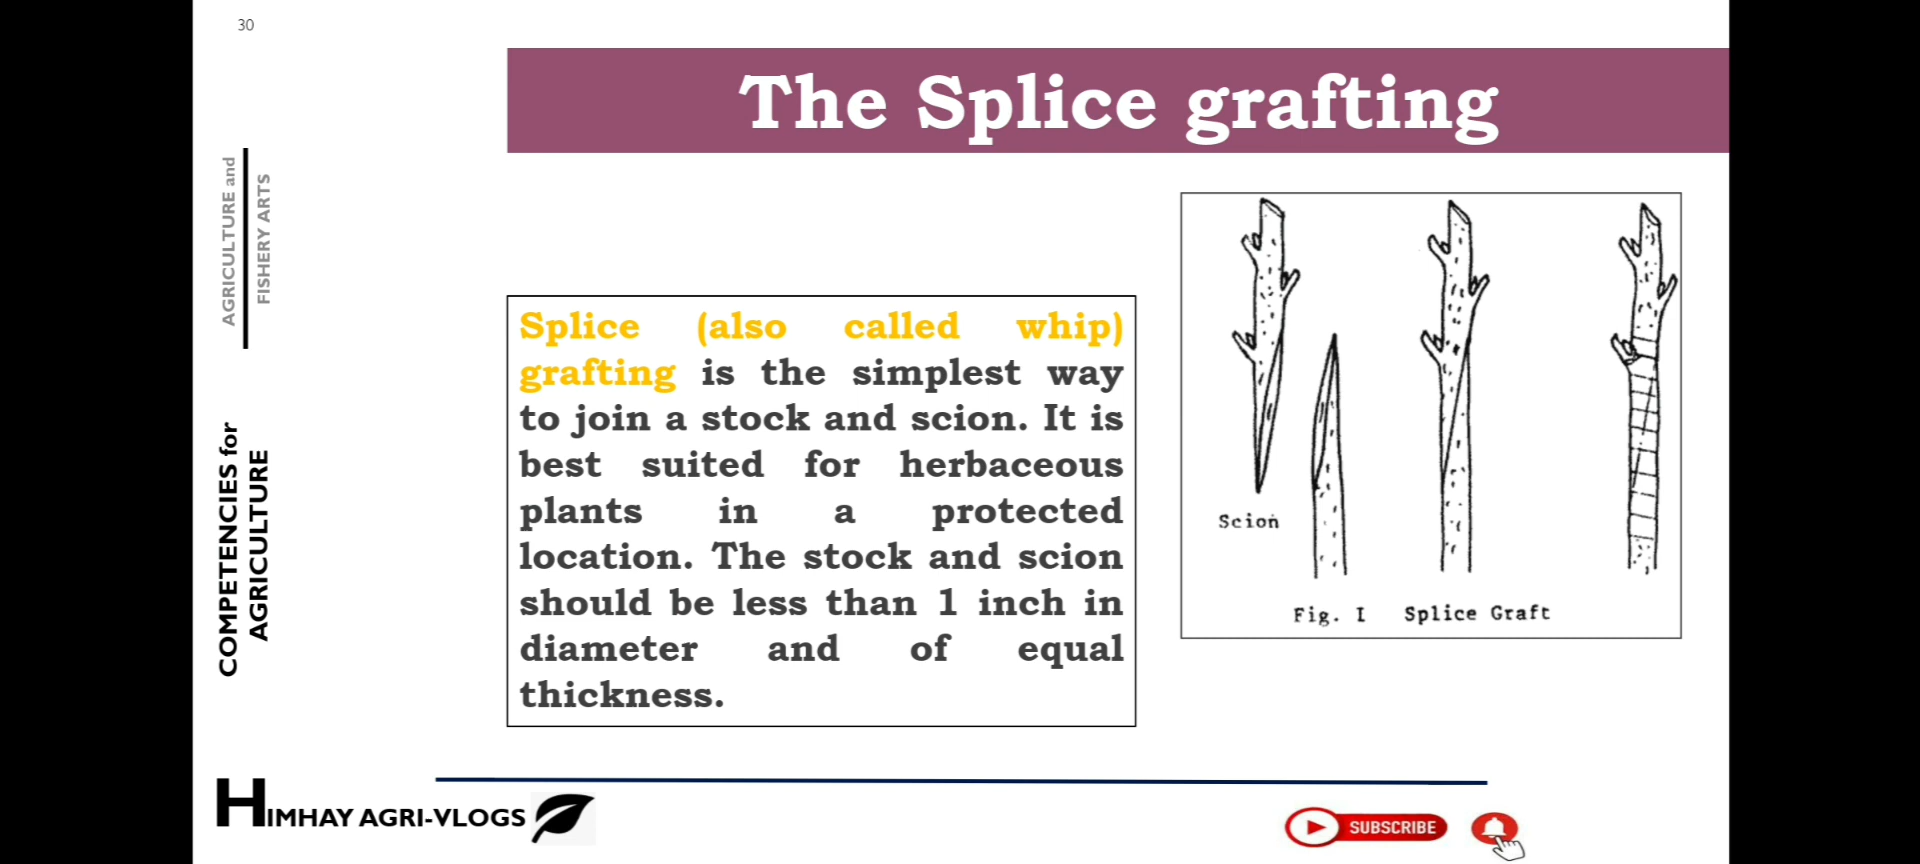 30
The Splice grafting
AGRICULTURE and
FISHERY ARTS
COMPETENCIES for
AGRICULTURE
Splice (also called whip)
grafting is the simplest way
to join a stock and scion. It is
best suited for herbaceous
plants in a protected
location. The stock and scion
should be less than 1 inch in
diameter and of equal
thickness.
Scion
Fig. I Splice Graft
HIMHAY AGRI-VLOGS
SUBSCRIBE